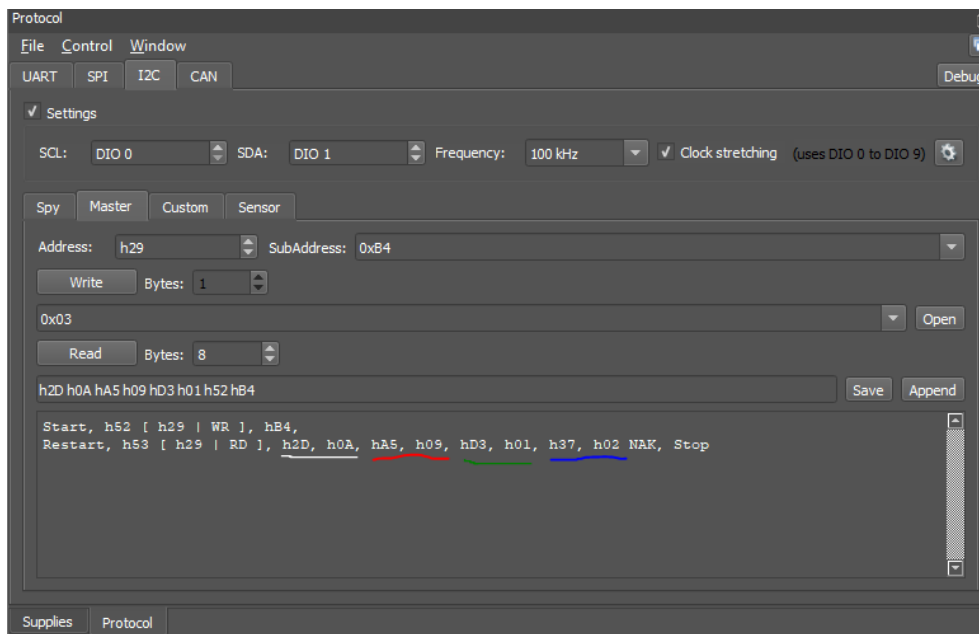 Protocol
File Control Window
UART SPI I2C CAN
Debug
Settings
SCL: DIO 0 SDA: DIO 1 Frequency: 100 kHz Clock stretching (uses DIO 0 to DIO 9)
Spy Master Custom Sensor
Address: h29 SubAddress: 0xB4
Write Bytes: 1
0x03 Open
Read Bytes: 8
h2D h0A hA5 h09 hD3 h01 h52 hB4 Save Append
Start, h52 [ h29 | WR ], hB4,
Restart, h53 [ h29 | RD ], h2D, h0A, hA5, h09, hD3, h01, h37, h02 NAK, Stop
Supplies Protocol